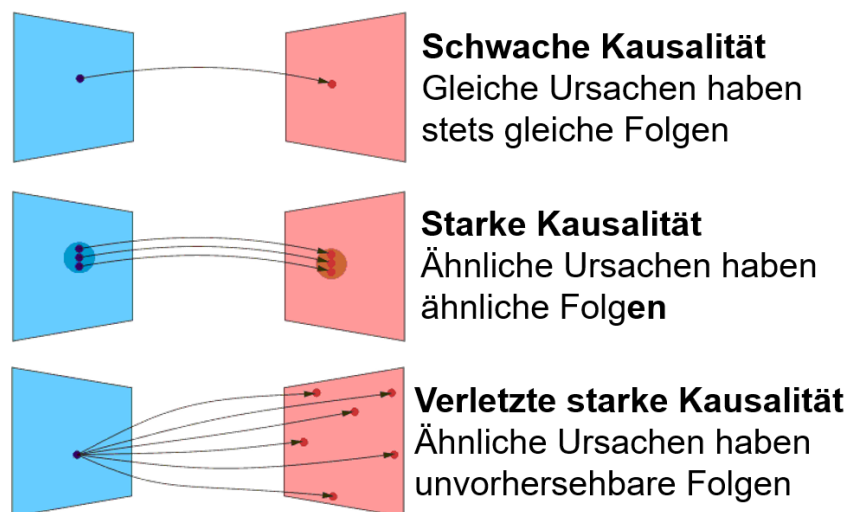 Schwache Kausalität
Gleiche Ursachen haben
stets gleiche Folgen
Starke Kausalität
Ähnliche Ursachen haben
ähnliche Folgen
Verletzte starke Kausalität
Ähnliche Ursachen haben
unvorhersehbare Folgen